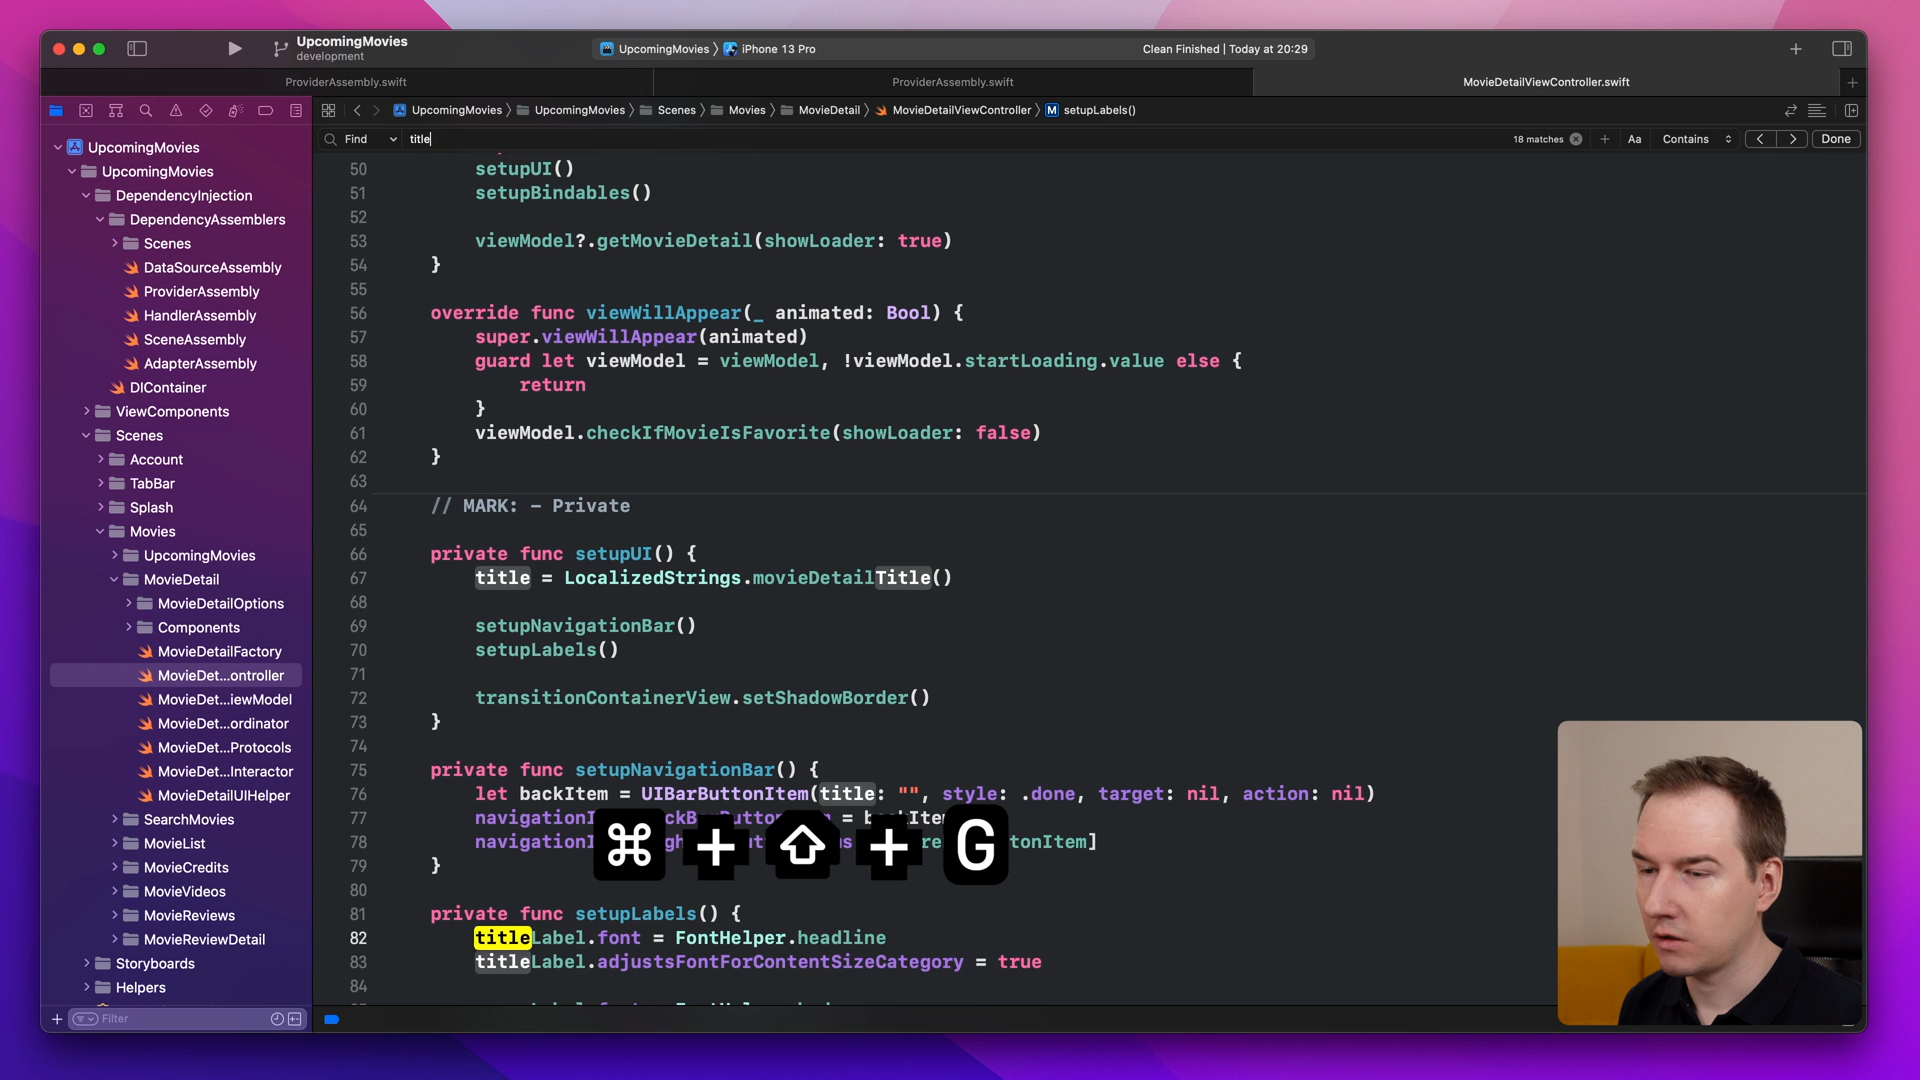 UpcomingMovies
development
UpcomingMovies
iPhone 13 Pro
Clean Finished | Today at 20:29
ProviderAssembly.swift
ProviderAssembly.swift
MovieDetailViewController.swift
UpcomingMovies
UpcomingMovies
Scenes
Movies
MovieDetail
MovieDetailViewController
M
setupLabels()
Find
title
18 matches
Aa
Contains
Done
UpcomingMovies
UpcomingMovies
DependencyInjection
DependencyAssemblers
Scenes
DataSourceAssembly
ProviderAssembly
HandlerAssembly
SceneAssembly
AdapterAssembly
DIContainer
ViewComponents
Scenes
Account
TabBar
Splash
Movies
UpcomingMovies
MovieDetail
MovieDetailOptions
Components
MovieDetailFactory
MovieDet...ontroller
MovieDet...iewModel
MovieDet...ordinator
MovieDet...Protocols
MovieDet...Interactor
MovieDetailUIHelper
SearchMovies
MovieList
MovieCredits
MovieVideos
MovieReviews
MovieReviewDetail
Storyboards
Helpers
Filter
50 setupUI()
51 setupBindables()
52
53 viewModel?.getMovieDetail(showLoader: true)
54 }
55
56 override func viewWillAppear(_ animated: Bool) {
57 super.viewWillAppear(animated)
58 guard let viewModel = viewModel, !viewModel.startLoading.value else {
59 return
60 }
61 viewModel.checkIfMovieIsFavorite(showLoader: false)
62 }
63
64 // MARK: - Private
65
66 private func setupUI() {
67 title = LocalizedStrings.movieDetailTitle()
68
69 setupNavigationBar()
70 setupLabels()
71
72 transitionContainerView.setShadowBorder()
73 }
74
75 private func setupNavigationBar() {
76 let backItem = UIBarButtonItem(title: "", style: .done, target: nil, action: nil)
77
78
79 }
80
81 private func setupLabels() {
82 titleLabel.font = FontHelper.headline
83 titleLabel.adjustsFontForContentSizeCategory = true
84
⌘ + ⇧ + G